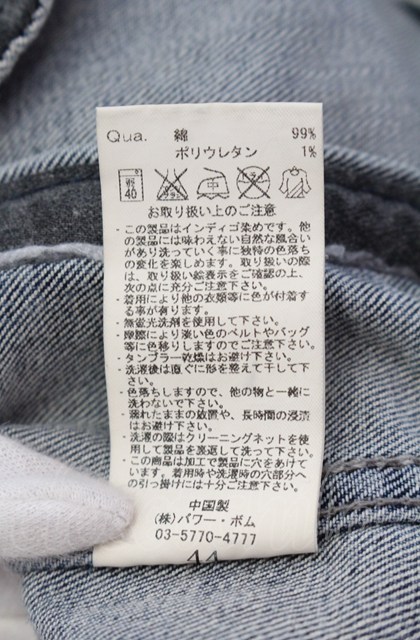 Qua. 綿 99%
ポリウレタン 1%
40
お取り扱い上のご注意
・この製品はインディゴ染めです。他
の製品には味わえない自然な風合い
があり洗っていく事に独特の色落ち
の変化を楽しめます。取り扱いの際
は、取り扱い絵表示をご確認の上、
次の点に充分ご注意下さい。
・着用により他の衣類等に色が付着す
る事が有ります。
・無蛍光洗剤を使用して下さい。
・摩擦により淡い色のベルトやバッグ
等に色移りしますのでご注意下さい。
・タンブラー乾燥はお避け下さい。
・洗濯後は直ぐに形を整えて干して下
さい。
・色落ちしますので、他の物と一緒に
洗わないで下さい。
・濡れたままの放置や、長時間の浸漬
はお避け下さい。
・洗濯の際はクリーニングネットを使
用して製品を裏返して洗って下さい。
・この商品は加工で製品に穴をあけて
います。着用時や洗濯時の穴部分へ
の引っ掛けには十分ご注意下さい。
中国製
(株)パワー・ボム
03-5770-4777
44